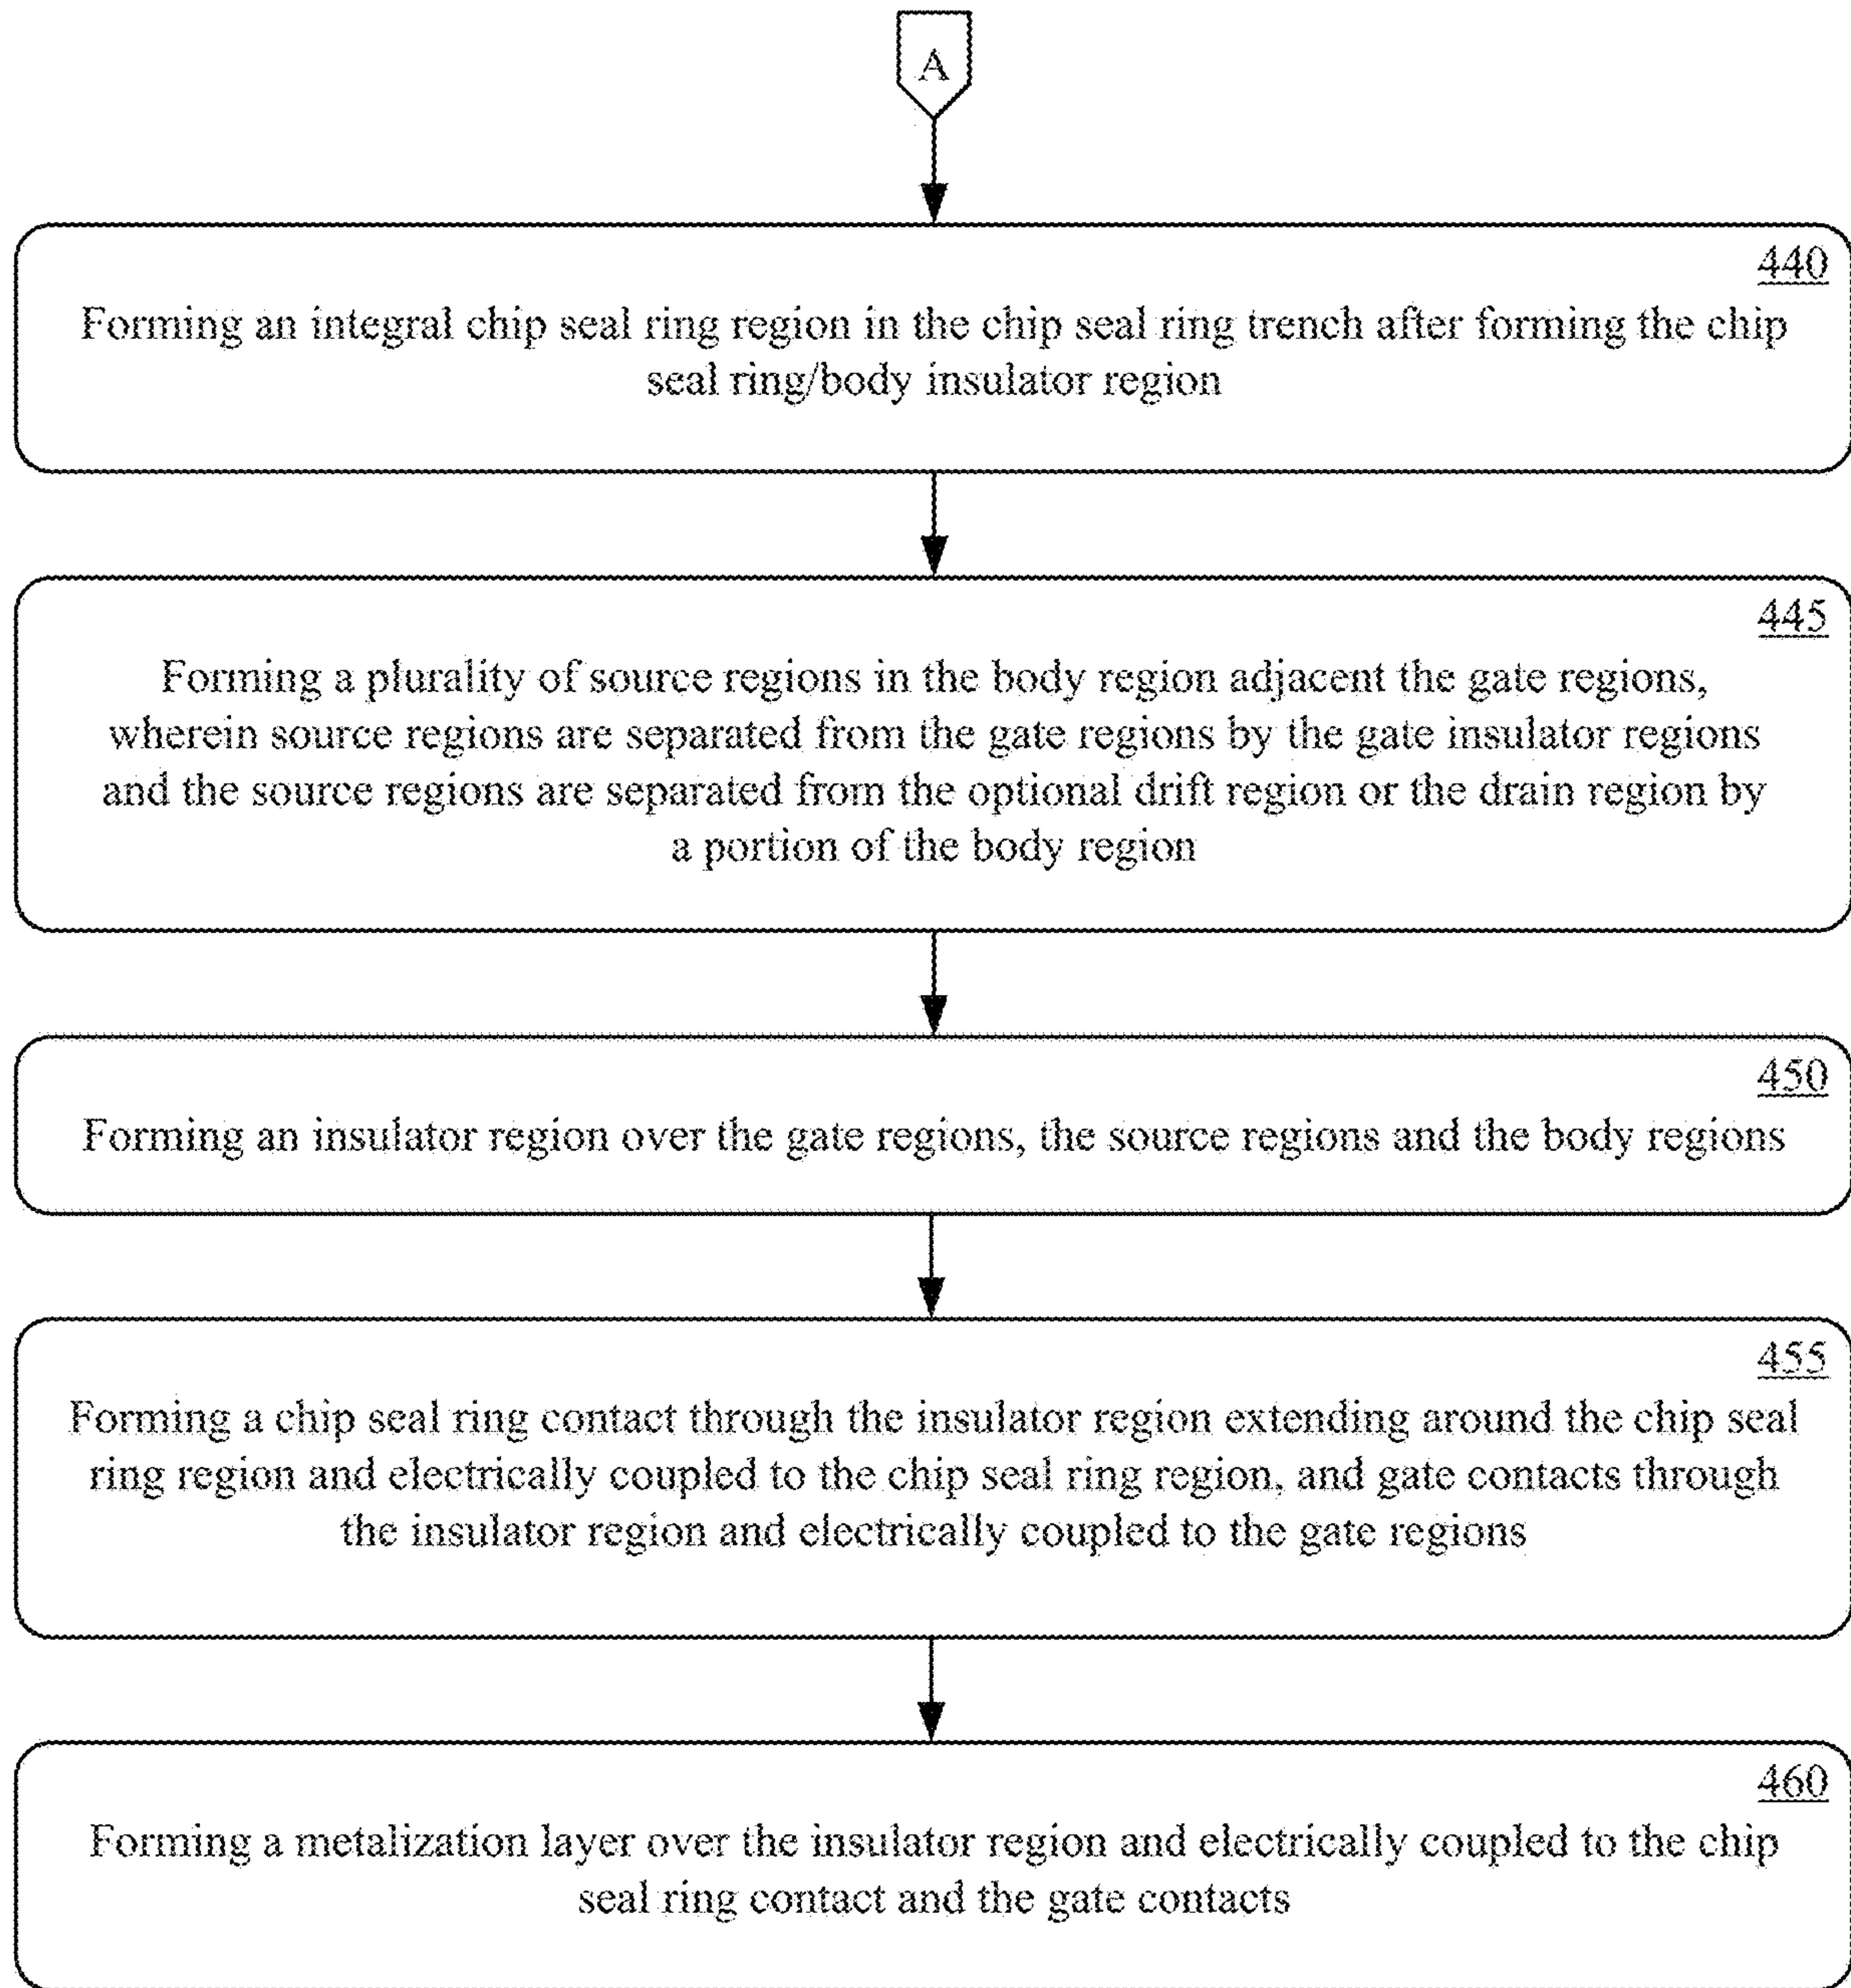 A
440
Forming an integral chip seal ring region in the chip seal ring trench after forming the chip
seal ring/body insulator region
445
Forming a plurality of source regions in the body region adjacent the gate regions,
wherein source regions are separated from the gate regions by the gate insulator regions
and the source regions are separated from the optional drift region or the drain region by
a portion of the body region
450
Forming an insulator region over the gate regions, the source regions and the body regions
455
Forming a chip seal ring contact through the insulator region extending around the chip seal
ring region and electrically coupled to the chip seal ring region, and gate contacts through
the insulator region and electrically coupled to the gate regions
460
Forming a metalization layer over the insulator region and electrically coupled to the chip
seal ring contact and the gate contacts